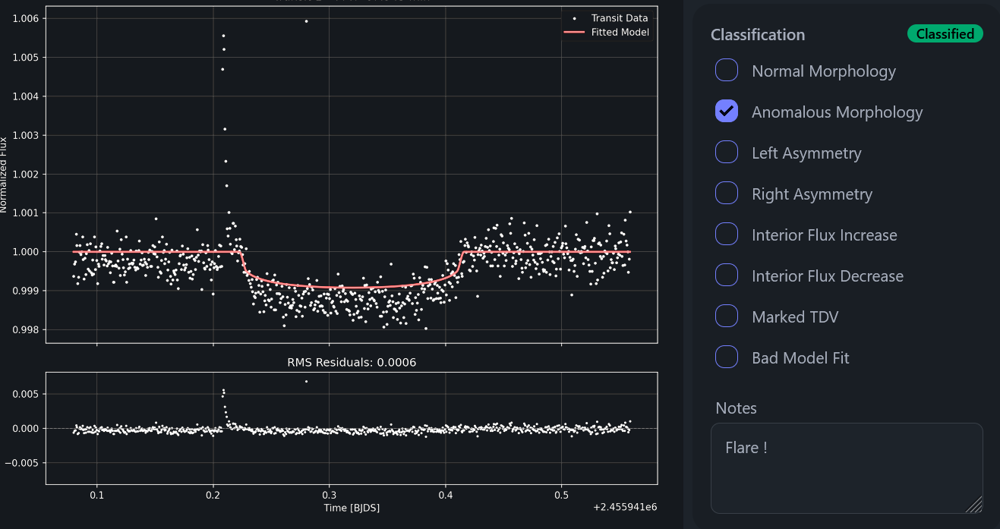 1.006
1.005
1.004
1.003
1.002
1.001
1.000
0.999
0.998
Normalized Flux
Transit Data
Fitted Model
RMS Residuals: 0.0006
0.005
0.000
−0.005
0.1
0.2
0.3
0.4
0.5
Time [BJDS]
+2.455941e6
Classification
Classified
Normal Morphology
Anomalous Morphology
Left Asymmetry
Right Asymmetry
Interior Flux Increase
Interior Flux Decrease
Marked TDV
Bad Model Fit
Notes
Flare !